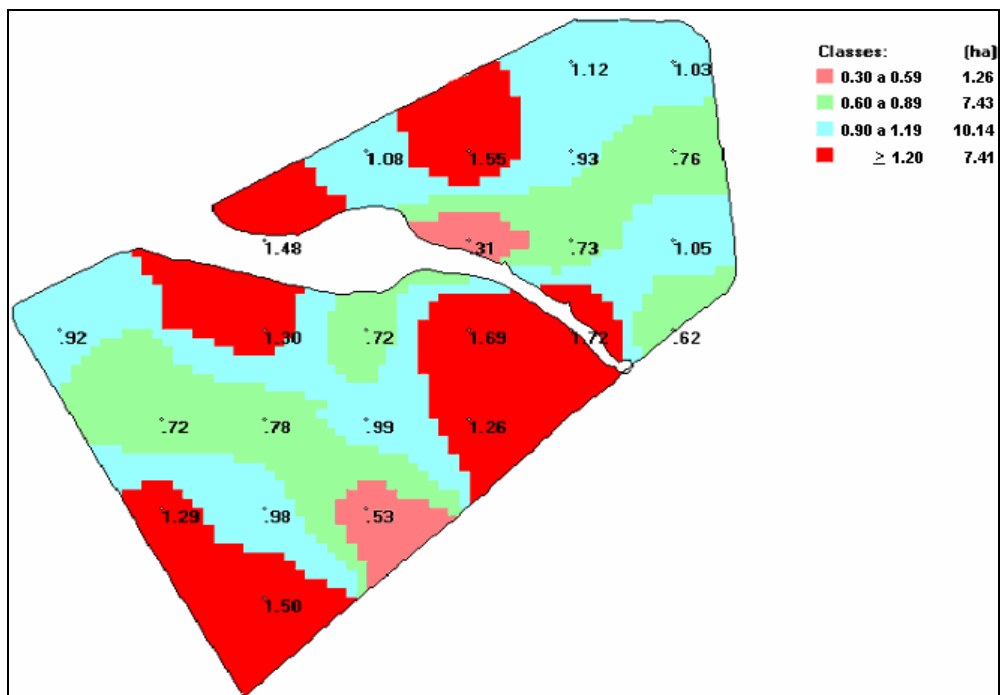 Classes: (ha)
0.30 a 0.59 1.26
0.60 a 0.89 7.43
0.90 a 1.19 10.14
≥ 1.20 7.41
1.12 1.03
1.08 1.55 .93 .76
1.48 .31 .73 1.05
.92 1.30 .72 1.69 1.72 .62
.72 .78 .99 1.26
1.29 .98 .53
1.50